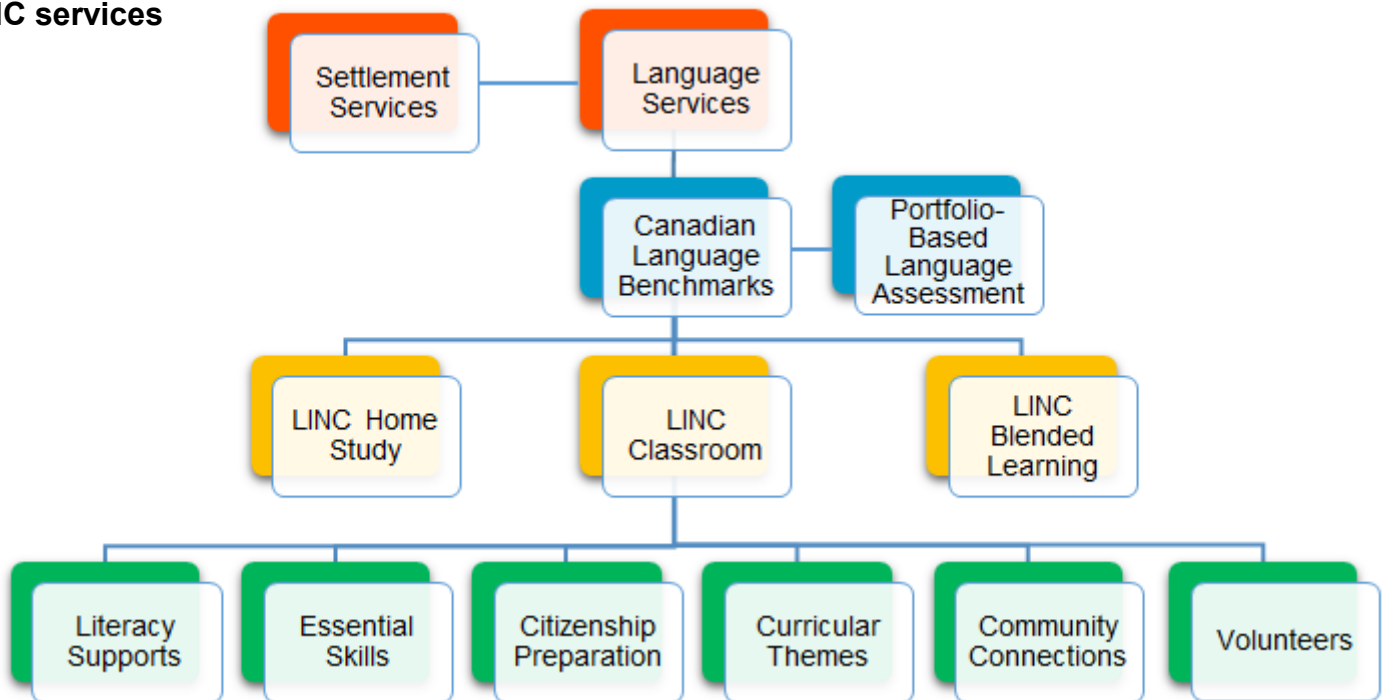 IC services
Settlement
Services
Language
Services
Canadian
Language
Benchmarks
Portfolio-
Based
Language
Assessment
LINC Home
Study
LINC
Classroom
LINC
Blended
Learning
Literacy
Supports
Essential
Skills
Citizenship
Preparation
Curricular
Themes
Community
Connections
Volunteers